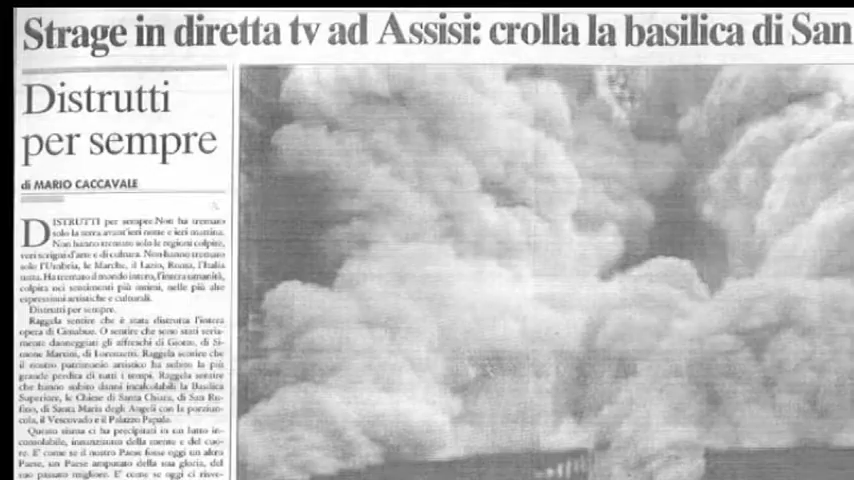 Strage in diretta tv ad Assisi: crolla la basilica di San
Distrutti
per sempre
di MARIO CACCAVALE
DISTRUTTI per sempre. Non ha tremato
solo la terra avant'ieri notte e ieri mattina.
Non hanno tremato solo le regioni colpite,
veri scrigni d'arte e di cultura. Non hanno tremato
solo l'Umbria, le Marche, il Lazio, Roma, l'Italia
tutta. Ha tremato il mondo intero, l'intera umanità,
colpita nei sentimenti più intimi, nelle più alte
espressioni artistiche e culturali.
Distrutti per sempre.
Raggela sentire che è stata distrutta l'intera
opera di Cimabue. O sentire che sono stati seria-
mente danneggiati gli affreschi di Giotto, di Si-
mone Martini, di Lorenzetti. Raggela sentire che
il nostro patrimonio artistico ha subito la più
grande perdita di tutti i tempi. Raggela sentire
che hanno subito danni incalcolabili la Basilica
Superiore, le Chiese di Santa Chiara, di San Ru-
fino, di Santa Maria degli Angeli con la porziun-
cola, il Vescovado e il Palazzo Papale.
Questo sisma ci ha precipitati in un lutto in-
consolabile, innanzitutto della mente e del cuo-
re. E' come se il nostro Paese fosse oggi un altro
Paese, un Paese amputato della sua gloria, del
suo passato migliore. E' come se oggi ci risve-